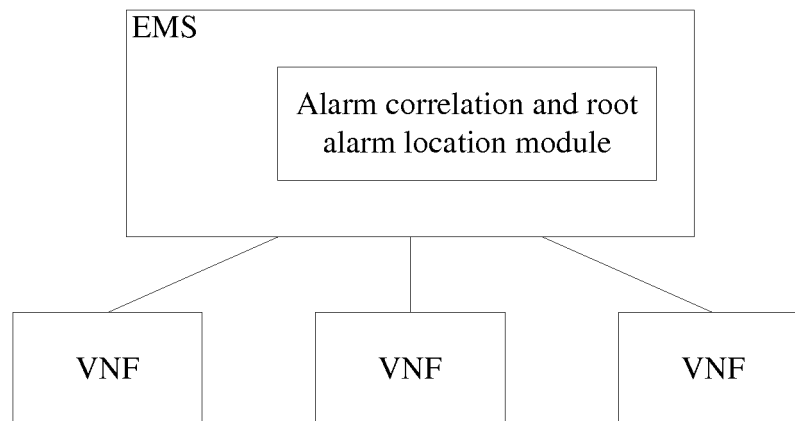 EMS
Alarm correlation and root
alarm location module
VNF
VNF
VNF